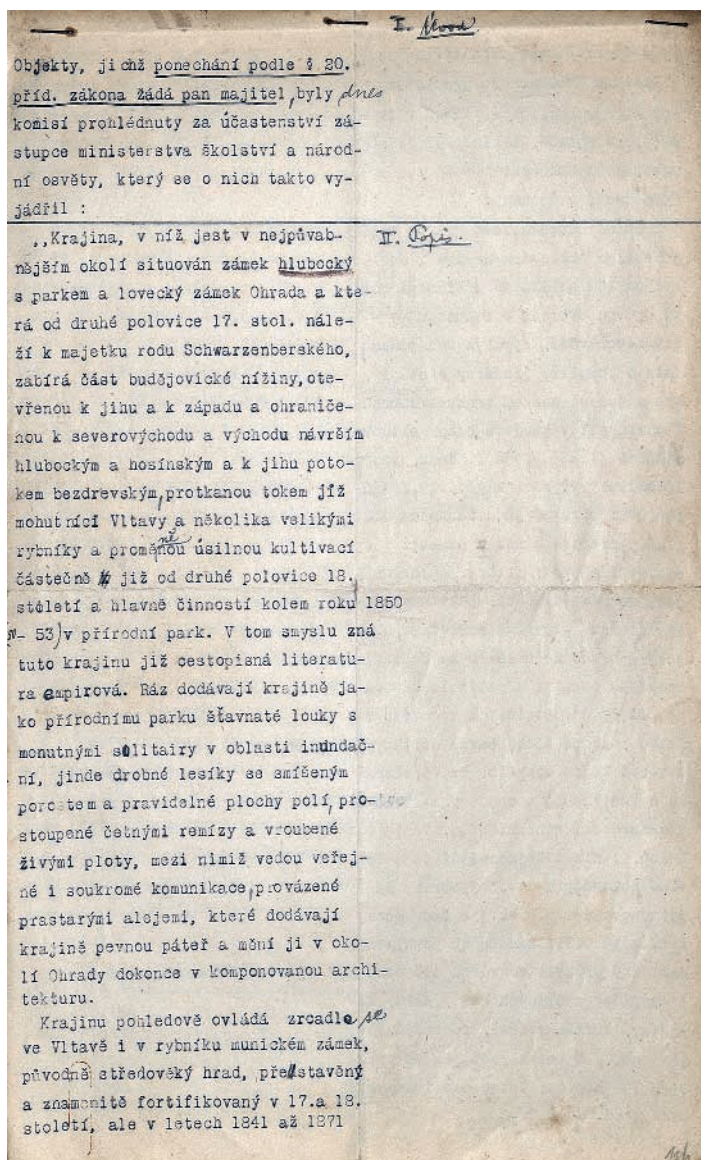 I. Úvod
Objekty, jichž ponechání podle § 20.
příd. zákona žádá pan majitel, byly dnes
komisí prohlédnuty za účastenství zá-
stupce ministerstva školství a národ-
ní osvěty, který se o nich takto vy-
jádřil :
II. Popis.
,,Krajina, v níž jest v nejpůvab-
nějším okolí situován zámek hlubocký
s parkem a lovecký zámek Ohrada a kte-
rá od druhé polovice 17. stol. nále-
ží k majetku rodu Schwarzenberského,
zabírá část budějovické nížiny,ote-
vřenou k jihu a k západu a ohraniče-
nou k severovýchodu a východu návrším
hlubockým a hosínským a k jihu poto-
kem bezdrevským,protkanou tokem jíž
mohutnící Vltavy a několika velikými
rybníky a proměněnou úsilnou kultivací
částečně již od druhé polovice 18.
století a hlavně činností kolem roku 1850
- 53) v přírodní park. V tom smyslu zná
tuto krajinu již cestopisná literatu-
ra empirová. Ráz dodávají krajině ja-
ko přírodnímu parku šťavnaté louky s
monutnými solitairy v oblasti inundač-
ní, jinde drobné lesíky se smíšeným
porostem a pravidelné plochy polí, pro-
stoupené četnými remízy a vroubené
živými ploty, mezi nimiž vedou veřej-
né i soukromé komunikace,provázené
prastarými alejemi, které dodávají
krajině pevnou páteř a mění ji v oko-
lí Ohrady dokonce v komponovanou archi-
tekturu.
Krajinu pohledově ovládá zrcadle se
ve Vltavě i v rybníku munickém zámek,
původně středověký hrad, přestavěný
a znamenitě fortifikovaný v 17.a 18.
století, ale v letech 1841 až 1871